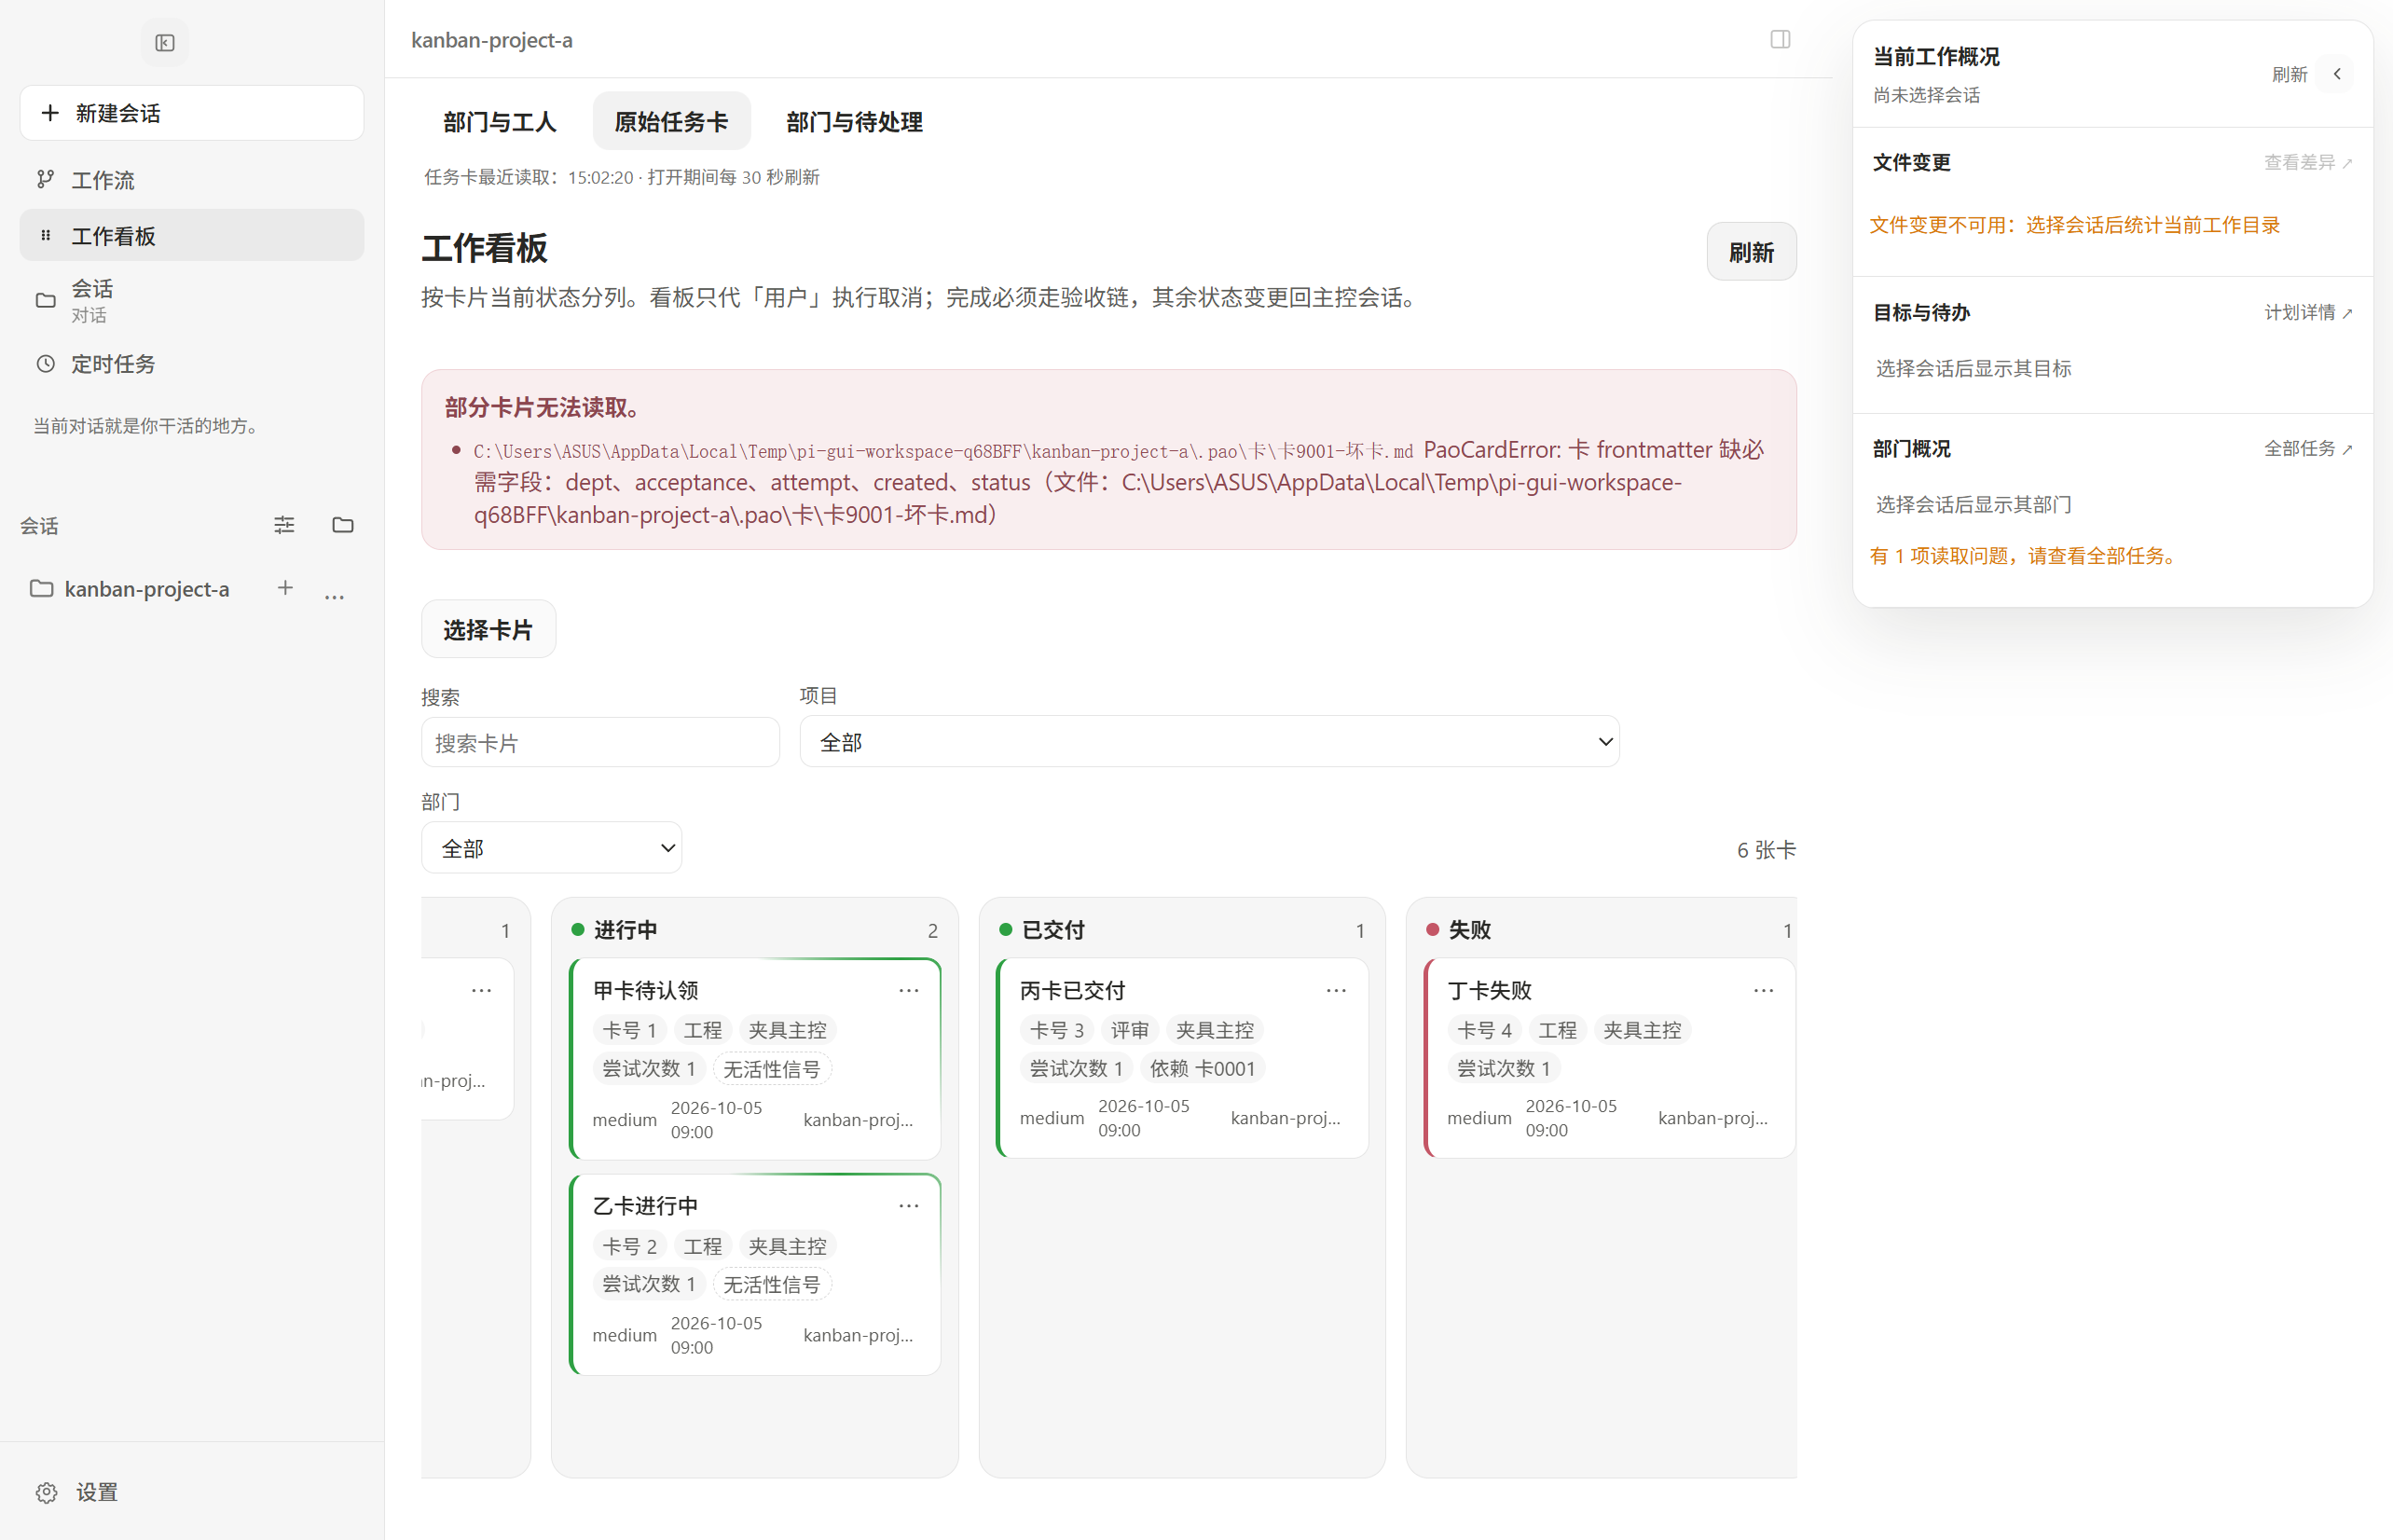 新建会话
工作流
工作看板
会话
对话
定时任务
当前对话就是你干活的地方。
会话
kanban-project-a
设置
kanban-project-a
部门与工人
原始任务卡
部门与待处理
任务卡最近读取：15:02:20 · 打开期间每 30 秒刷新
工作看板
刷新
按卡片当前状态分列。看板只代「用户」执行取消；完成必须走验收链，其余状态变更回主控会话。
部分卡片无法读取。
C:\Users\ASUS\AppData\Local\Temp\pi-gui-workspace-q68BFF\kanban-project-a\.pao\卡\卡9001-坏卡.md PaoCardError: 卡 frontmatter 缺必
需字段：dept、acceptance、attempt、created、status（文件：C:\Users\ASUS\AppData\Local\Temp\pi-gui-workspace-
q68BFF\kanban-project-a\.pao\卡\卡9001-坏卡.md）
选择卡片
搜索
搜索卡片
项目
全部
部门
全部
6 张卡
1
n-proj...
进行中
2
甲卡待认领
卡号 1
工程
夹具主控
尝试次数 1
无活性信号
medium
2026-10-05
09:00
kanban-proj...
乙卡进行中
卡号 2
工程
夹具主控
尝试次数 1
无活性信号
medium
2026-10-05
09:00
kanban-proj...
已交付
1
丙卡已交付
卡号 3
评审
夹具主控
尝试次数 1
依赖 卡0001
medium
2026-10-05
09:00
kanban-proj...
失败
1
丁卡失败
卡号 4
工程
夹具主控
尝试次数 1
medium
2026-10-05
09:00
kanban-proj...
当前工作概况
尚未选择会话
刷新
文件变更
查看差异 ↗
文件变更不可用：选择会话后统计当前工作目录
目标与待办
计划详情 ↗
选择会话后显示其目标
部门概况
全部任务 ↗
选择会话后显示其部门
有 1 项读取问题，请查看全部任务。